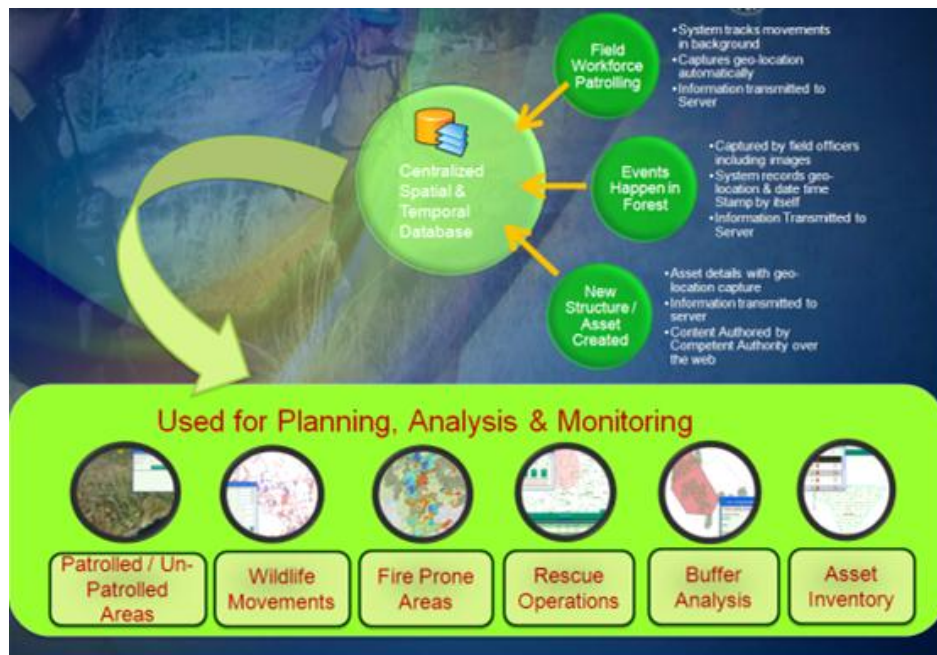 Field
Workforce
Patrolling
•System tracks movements
in background
•Captures geo-location
automatically
•Information transmitted to
Server
Centralized
Spatial &
Temporal
Database
Events
Happen in
Forest
•Captured by field officers
including images
•System records geo-
location & date time
Stamp by itself
•Information Transmitted to
Server
New
Structure /
Asset
Created
•Asset details with geo-
location capture
•Information transmitted to
server
•Content Authored by
Competent Authority over
the web
Used for Planning, Analysis & Monitoring
Patrolled / Un-
Patrolled
Areas
Wildlife
Movements
Fire Prone
Areas
Rescue
Operations
Buffer
Analysis
Asset
Inventory